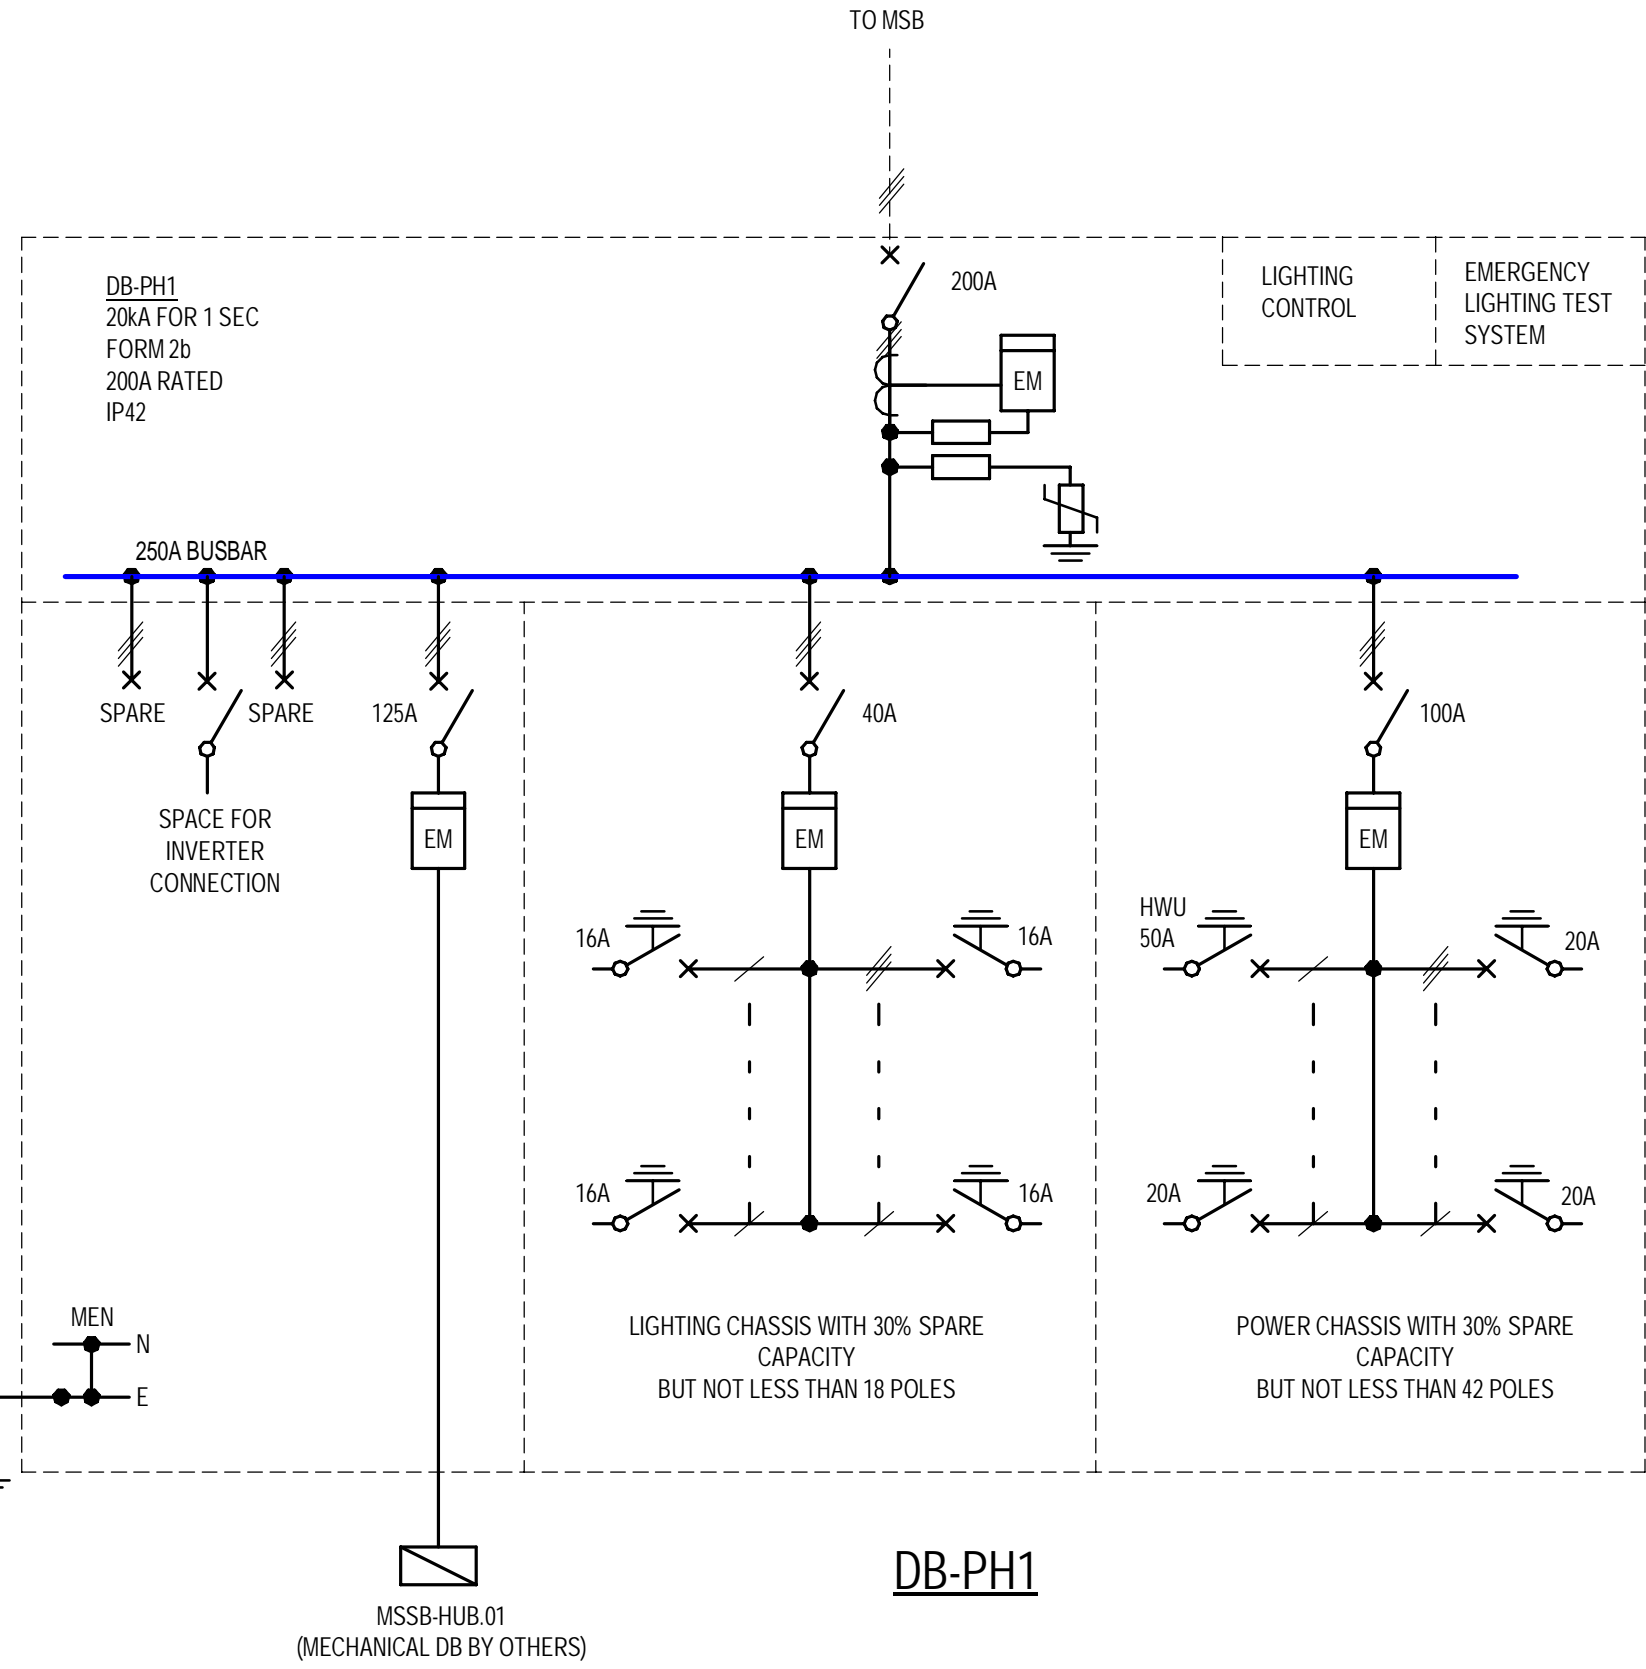 TO MSB
DB-PH1
20kA FOR 1 SEC
FORM 2b
200A RATED
IP42
200A
LIGHTING
CONTROL
EMERGENCY
LIGHTING TEST
SYSTEM
EM
250A BUSBAR
SPARE
SPARE
125A
40A
100A
SPACE FOR
INVERTER
CONNECTION
EM
EM
EM
16A
16A
HWU
50A
20A
16A
16A
20A
20A
MEN
N
E
LIGHTING CHASSIS WITH 30% SPARE
CAPACITY
BUT NOT LESS THAN 18 POLES
POWER CHASSIS WITH 30% SPARE
CAPACITY
BUT NOT LESS THAN 42 POLES
DB-PH1
MSSB-HUB.01
(MECHANICAL DB BY OTHERS)